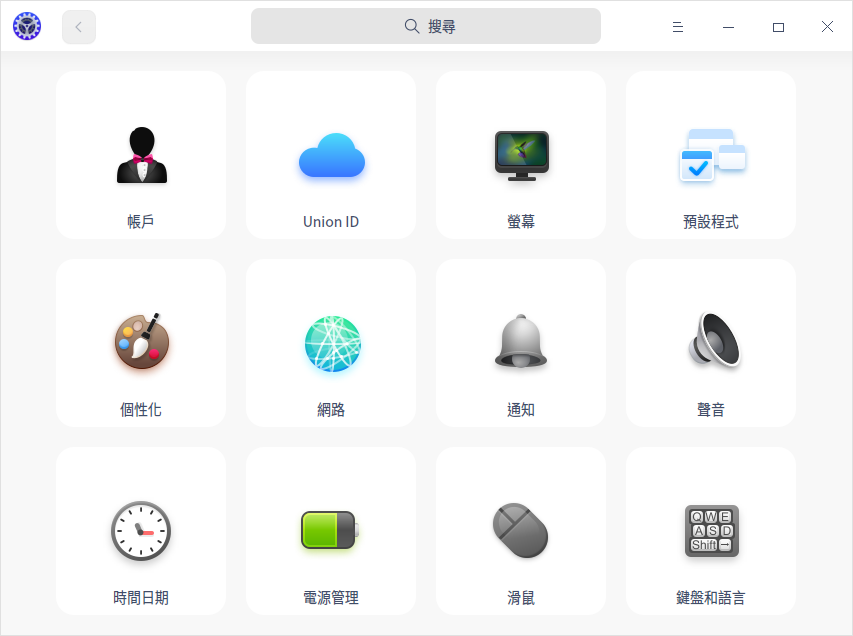 搜尋
帳戶
Union ID
螢幕
預設程式
個性化
網路
通知
聲音
時間日期
電源管理
滑鼠
Q W E
A S D
Shift →
鍵盤和語言